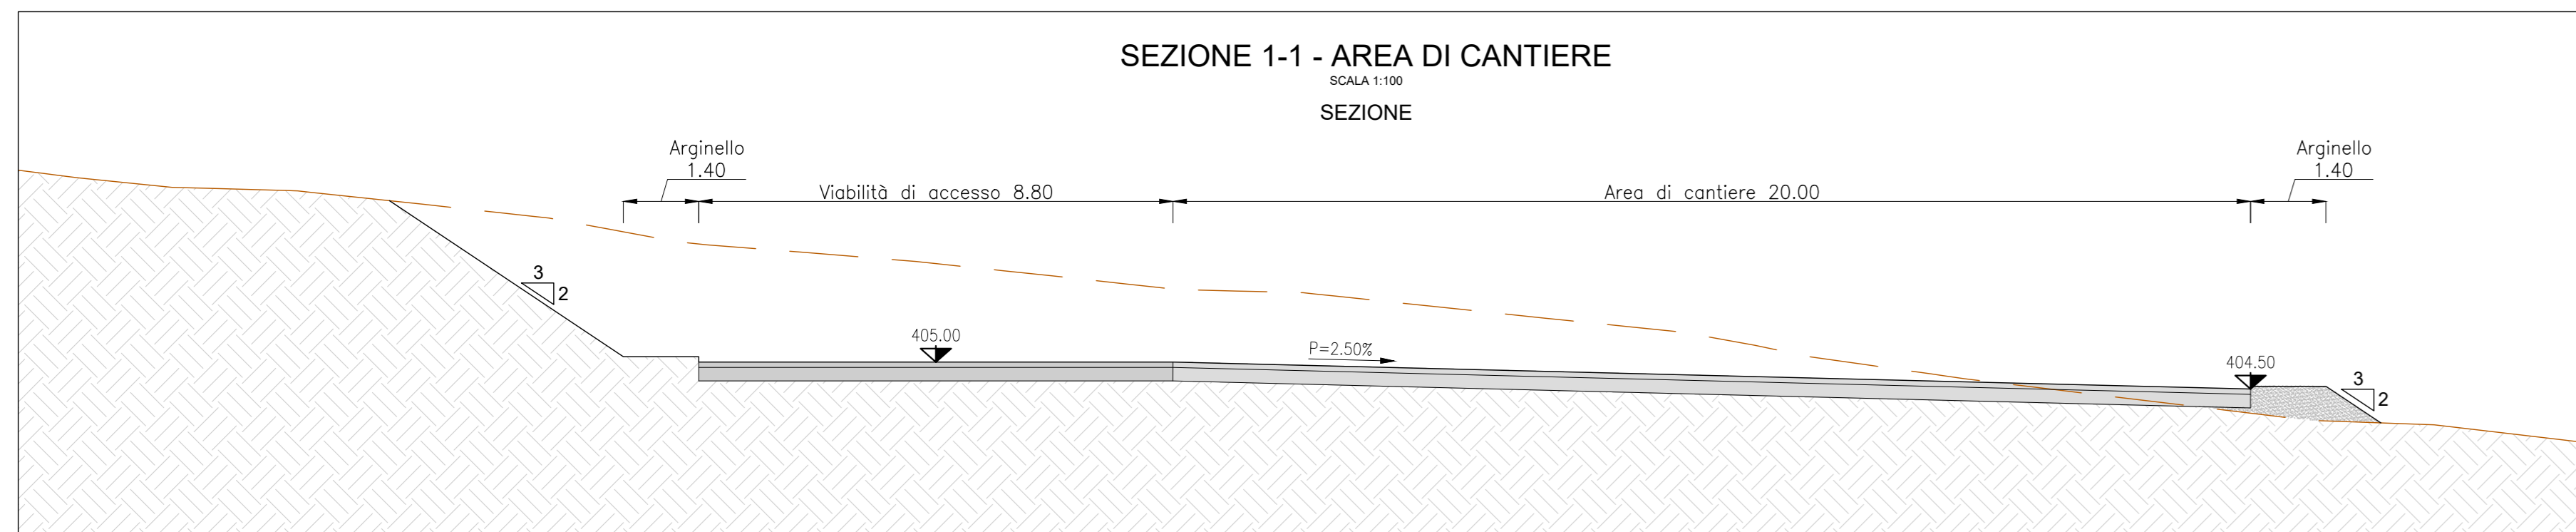 SEZIONE 1-1 - AREA DI CANTIERE
SCALA 1:100
SEZIONE
Arginello
1.40
Viabilità di accesso 8.80
Area di cantiere 20.00
Arginello
1.40
3
2
405.00
P=2.50%
404.50
3
2